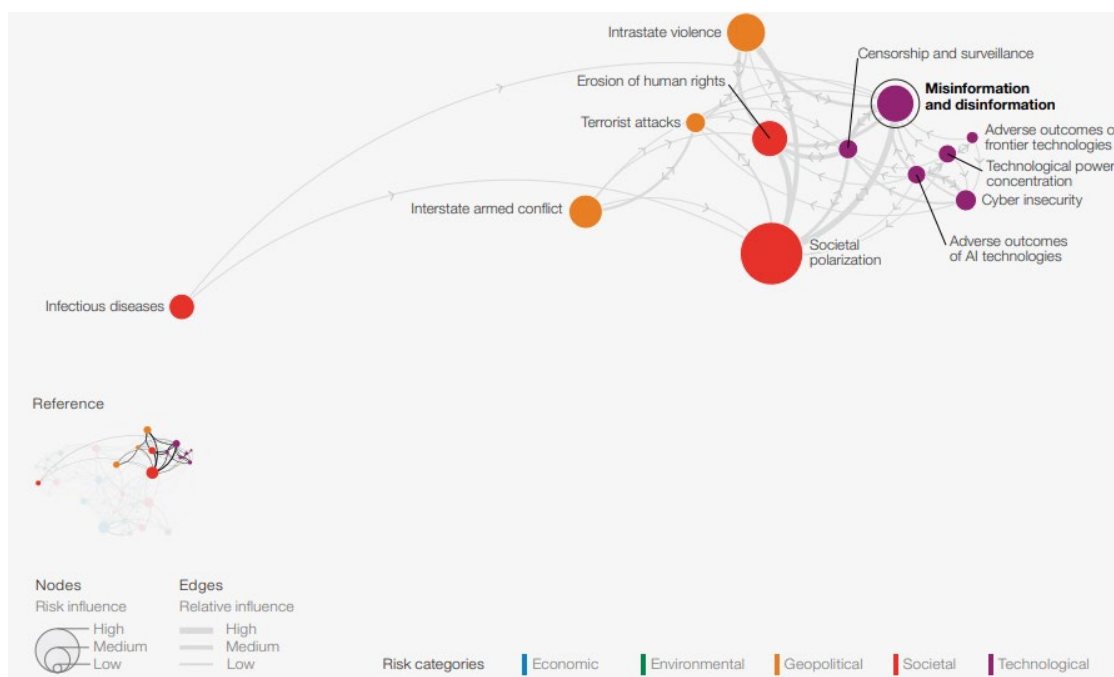 Intrastate violence
Censorship and surveillance
Erosion of human rights
Misinformation
and disinformation
Terrorist attacks
Adverse outcomes o
frontier technologies
Technological power
concentration
Interstate armed conflict
Cyber insecurity
Societal
polarization
Adverse outcomes
of AI technologies
Infectious diseases
Reference
Nodes
Edges
Risk influence
Relative influence
High
High
Medium
Medium
Low
Low
Risk categories
Economic
Environmental
Geopolitical
Societal
Technological